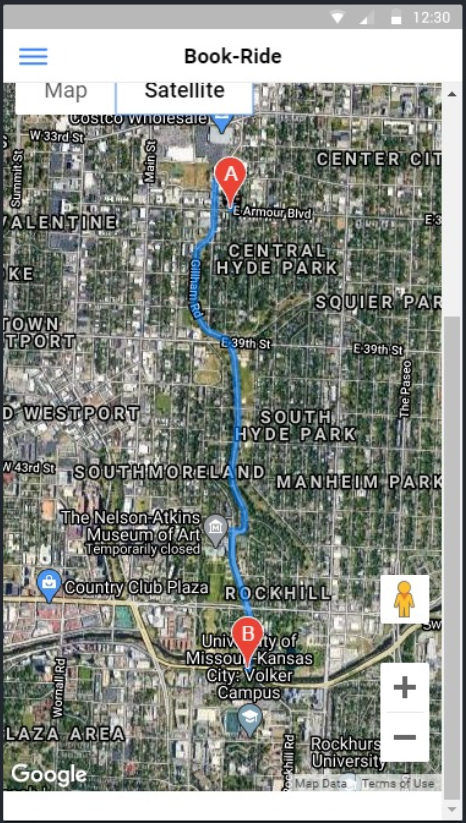 12:30
Book-Ride
Map
Satellite
Costco Wholesale
W 33rd St
Main St
Summit St
CENTER CIT
A
E Armour Blvd
VALENTINE
E 3
CENTRAL
HYDE PARK
KE
Gillham Rd
SQUIER PAR
TOWN
TPORT
E 39th St
E 39th St
The Paseo
D WESTPORT
SOUTH
HYDE PARK
W 43rd St
SOUTHMORELAND
MANHEIM PARK
The Nelson-Atkins
Museum of Art
Temporarily closed
Country Club Plaza
ROCKHILL
B
Sw
University of
Missouri-Kansas
City: Volker
Campus
Wornall Rd
LAZA AREA
ockhill Rd
Rockhurs
University
Google
Map Data
Terms of Use